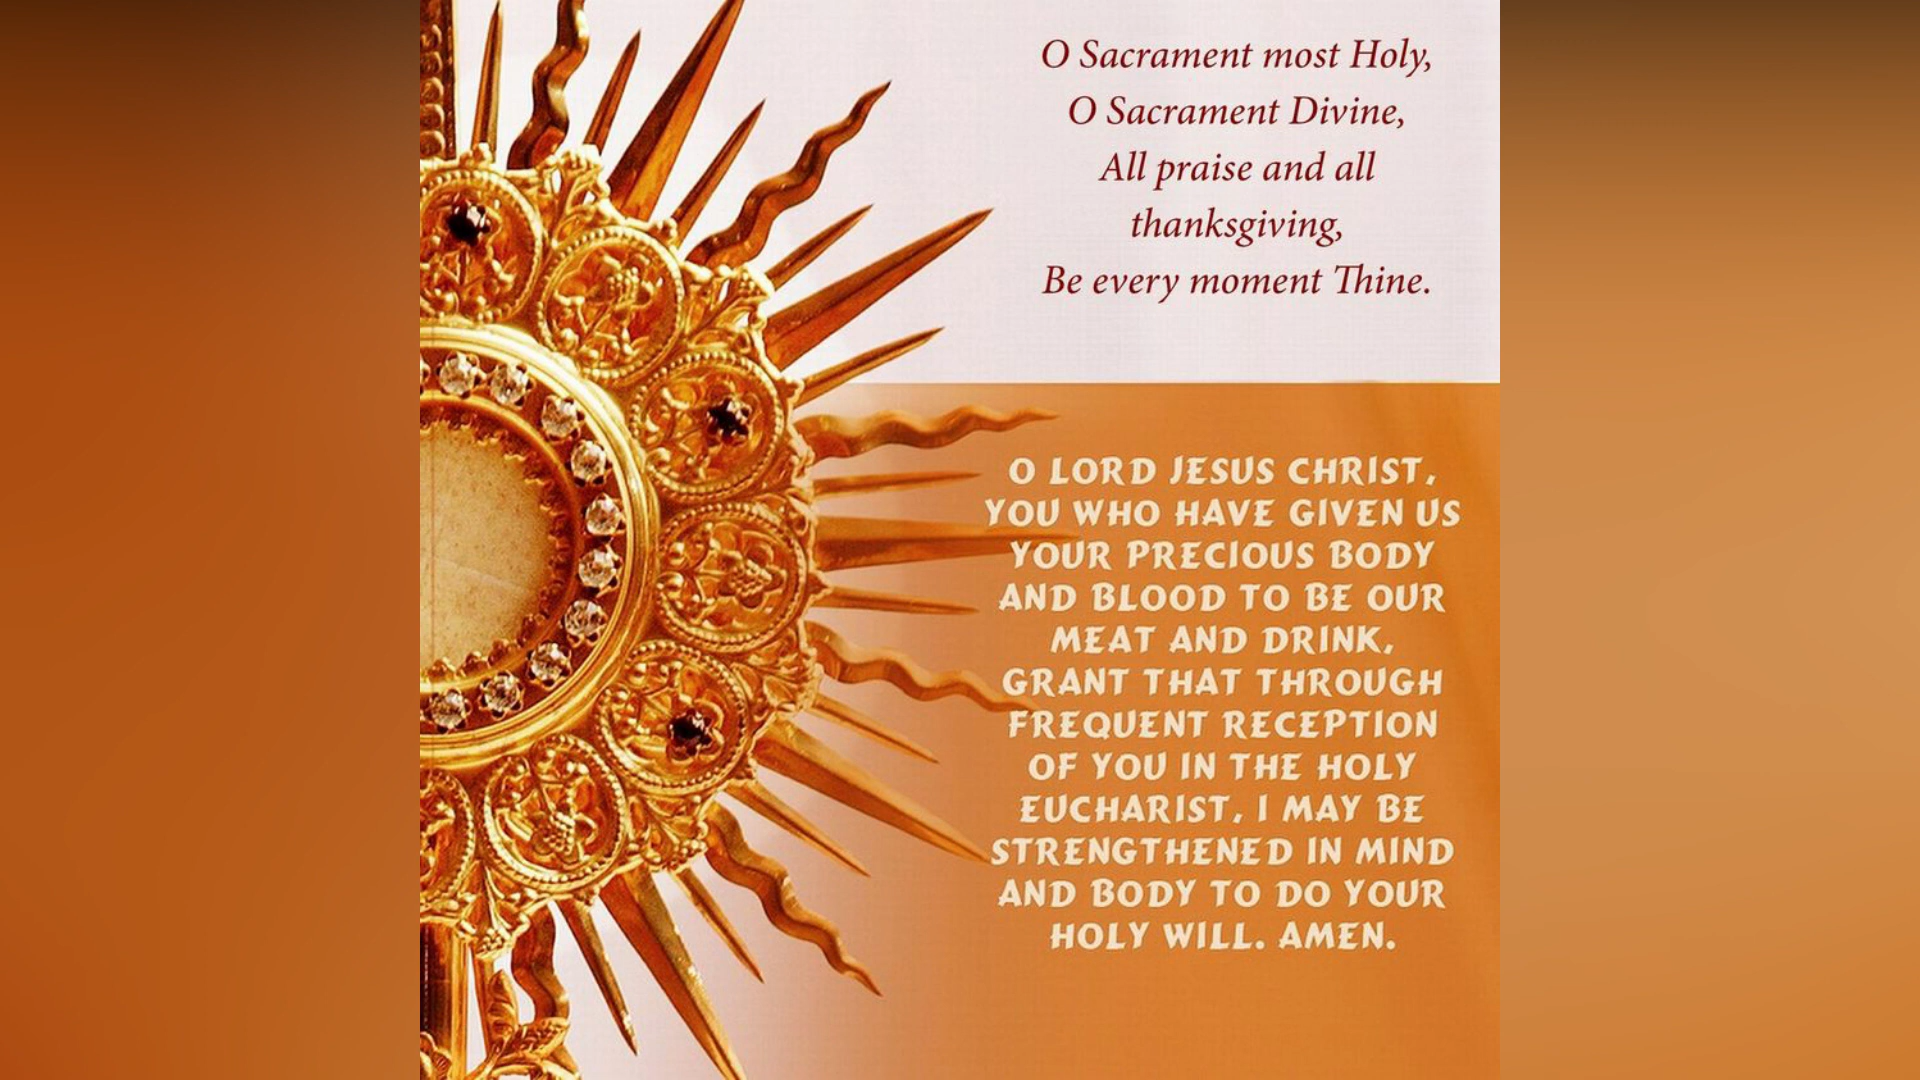 O Sacrament most Holy,
O Sacrament Divine,
All praise and all
thanksgiving,
Be every moment Thine.
O LORD JESUS CHRIST,
YOU WHO HAVE GIVEN US
YOUR PRECIOUS BODY
AND BLOOD TO BE OUR
MEAT AND DRINK,
GRANT THAT THROUGH
FREQUENT RECEPTION
OF YOU IN THE HOLY
EUCHARIST, I MAY BE
STRENGTHENED IN MIND
AND BODY TO DO YOUR
HOLY WILL. AMEN.